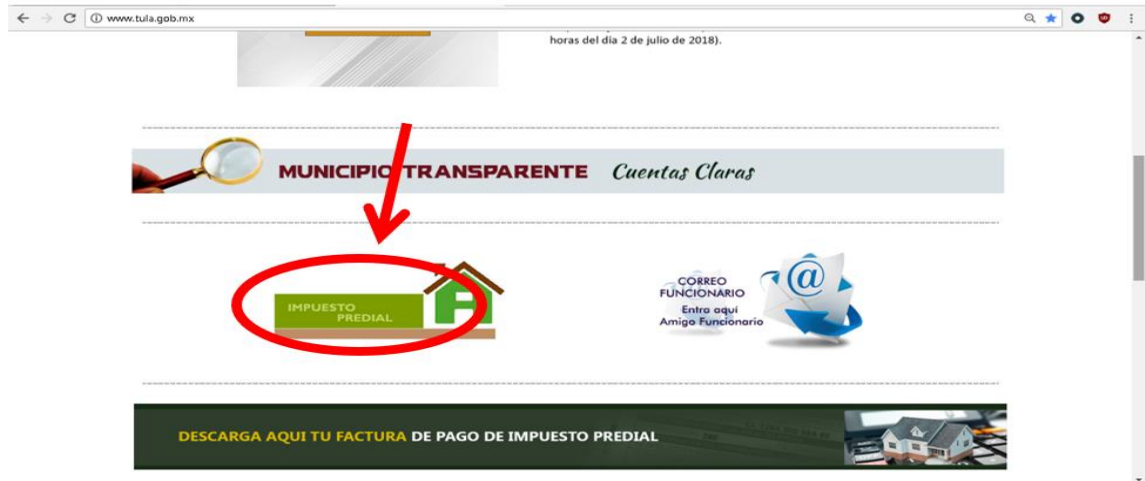 www.tula.gob.mx
horas del día 2 de julio de 2018).
MUNICIPIO TRANSPARENTE Cuentas Claras
IMPUESTO
PREDIAL
CORREO
FUNCIONARIO
Entra aquí
Amigo Funcionario
DESCARGA AQUI TU FACTURA DE PAGO DE IMPUESTO PREDIAL